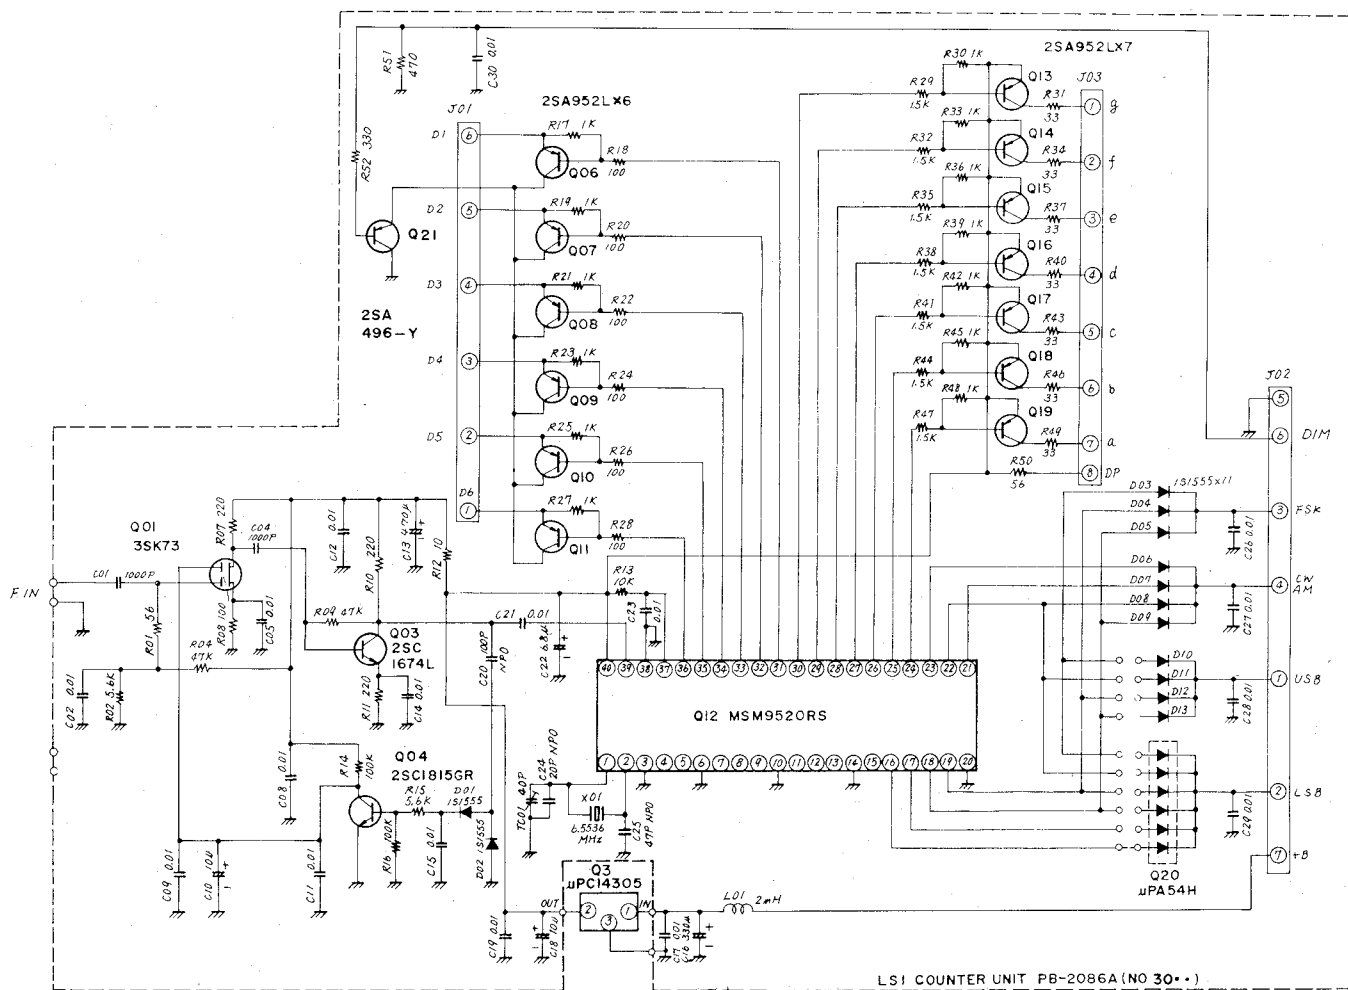 R51 470
C30 0.01
J01
2SA952L×6
2SA952L×7
J03
R52 330
Q21
2SA
496-Y
D1 6
R17 1K
R18
100
Q06
D2 5
R19 1K
R20
100
Q07
D3 4
R21 1K
R22
100
Q08
D4 3
R23 1K
R24
100
Q09
D5 2
R25 1K
R26
100
Q10
D6
1
R27 1K
R28
100
Q11
R30 1K
R29
1.5K
Q13
R31
33
1 g
R33 1K
R32
1.5K
Q14
R34
33
2 f
R36 1K
R35
1.5K
Q15
R37
33
3 e
R39 1K
R38
1.5K
Q16
R40
33
4 d
R42 1K
R41
1.5K
Q17
R43
33
5 c
R45 1K
R44
1.5K
Q18
R46
33
6 b
R48 1K
R47
1.5K
Q19
R49
33
7 a
R50
56
8 DP
J02
5
6 DIM
3 FSK
4 CW
AM
1 USB
2 LSB
7 +B
D03
1S1555x11
D04
D05
C26 0.01
D06
D07
D08
D09
C27 0.01
D10
D11
D12
D13
C28 0.01
C29 0.01
Q20
μPA54H
Q01
3SK73
R07 220
C04
1000P
C01 1000P
F IN
R01 56
R08 100
C05 0.01
R04
47K
C02 0.01
R02 5.6K
C12 0.01
C13 470μ
+
R10 220
R12 10
R09 47K
Q03
2SC
1674L
R11 220
C14 0.01
C21 0.01
C20 100P
NPO
C22 6.8μ
+
R13
10K
C23
0.1
40 39 38 37 36 35 34 33 32 31 30 29 28 27 26 25 24 23 22 21
Q12 MSM9520RS
1 2 3 4 5 6 7 8 9 10 11 12 13 14 15 16 17 18 19 20
Q04
2SC1815GR
R14
100K
C08 0.01
R15
5.6K
D01
1S1555
R16 100K
C15 0.01
D02 1S1555
C09 0.01
C10 10μ
+
C11 0.01
TC01 40P
C24
20P NPO
X01
6.5536
MHz
C25
47P NPO
Q3
μPC14305
OUT 2 3 1 IN
C19 0.01
C18 10μ
+
C17 0.01
C16 330μ
+
L01 2mH
LSI COUNTER UNIT PB-2086A (NO 30••)